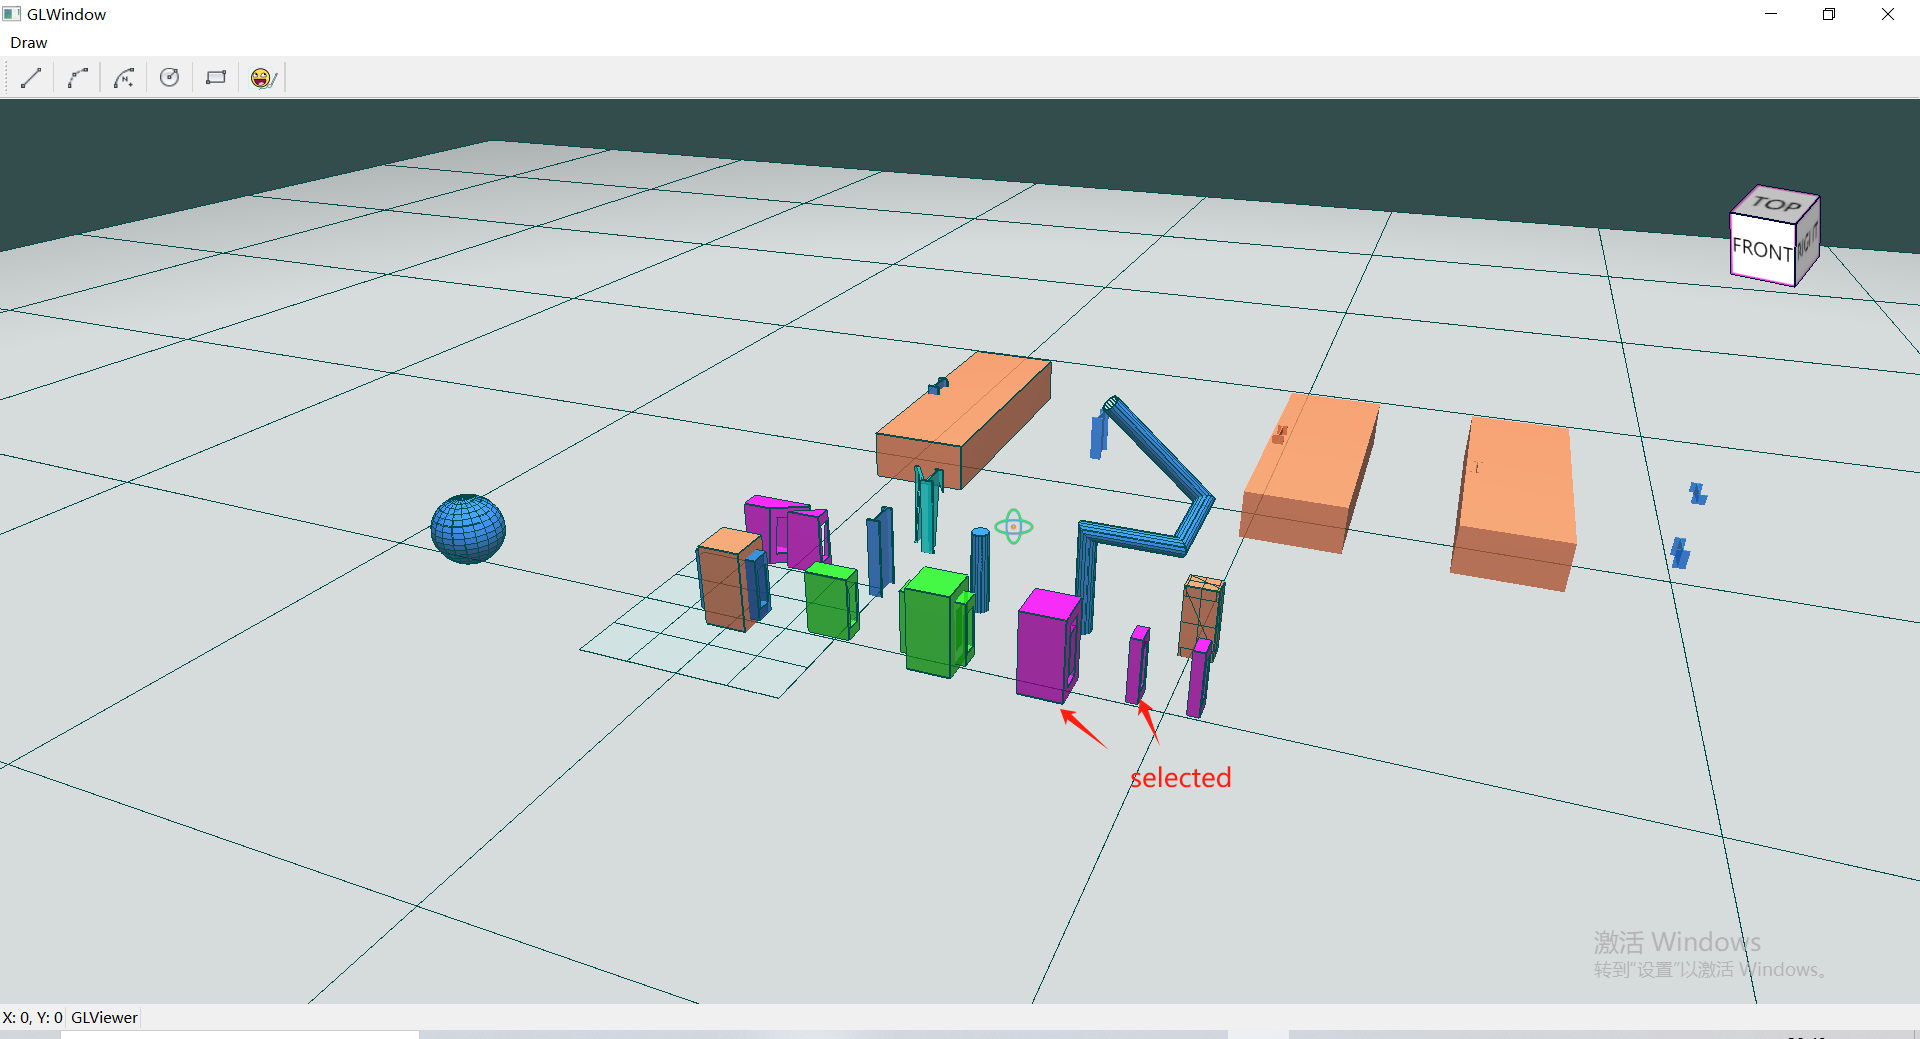 GLWindow
Draw
N
TOP
FRONT
RIGHT
selected
激活 Windows
转到"设置"以激活 Windows。
X: 0, Y: 0 GLViewer